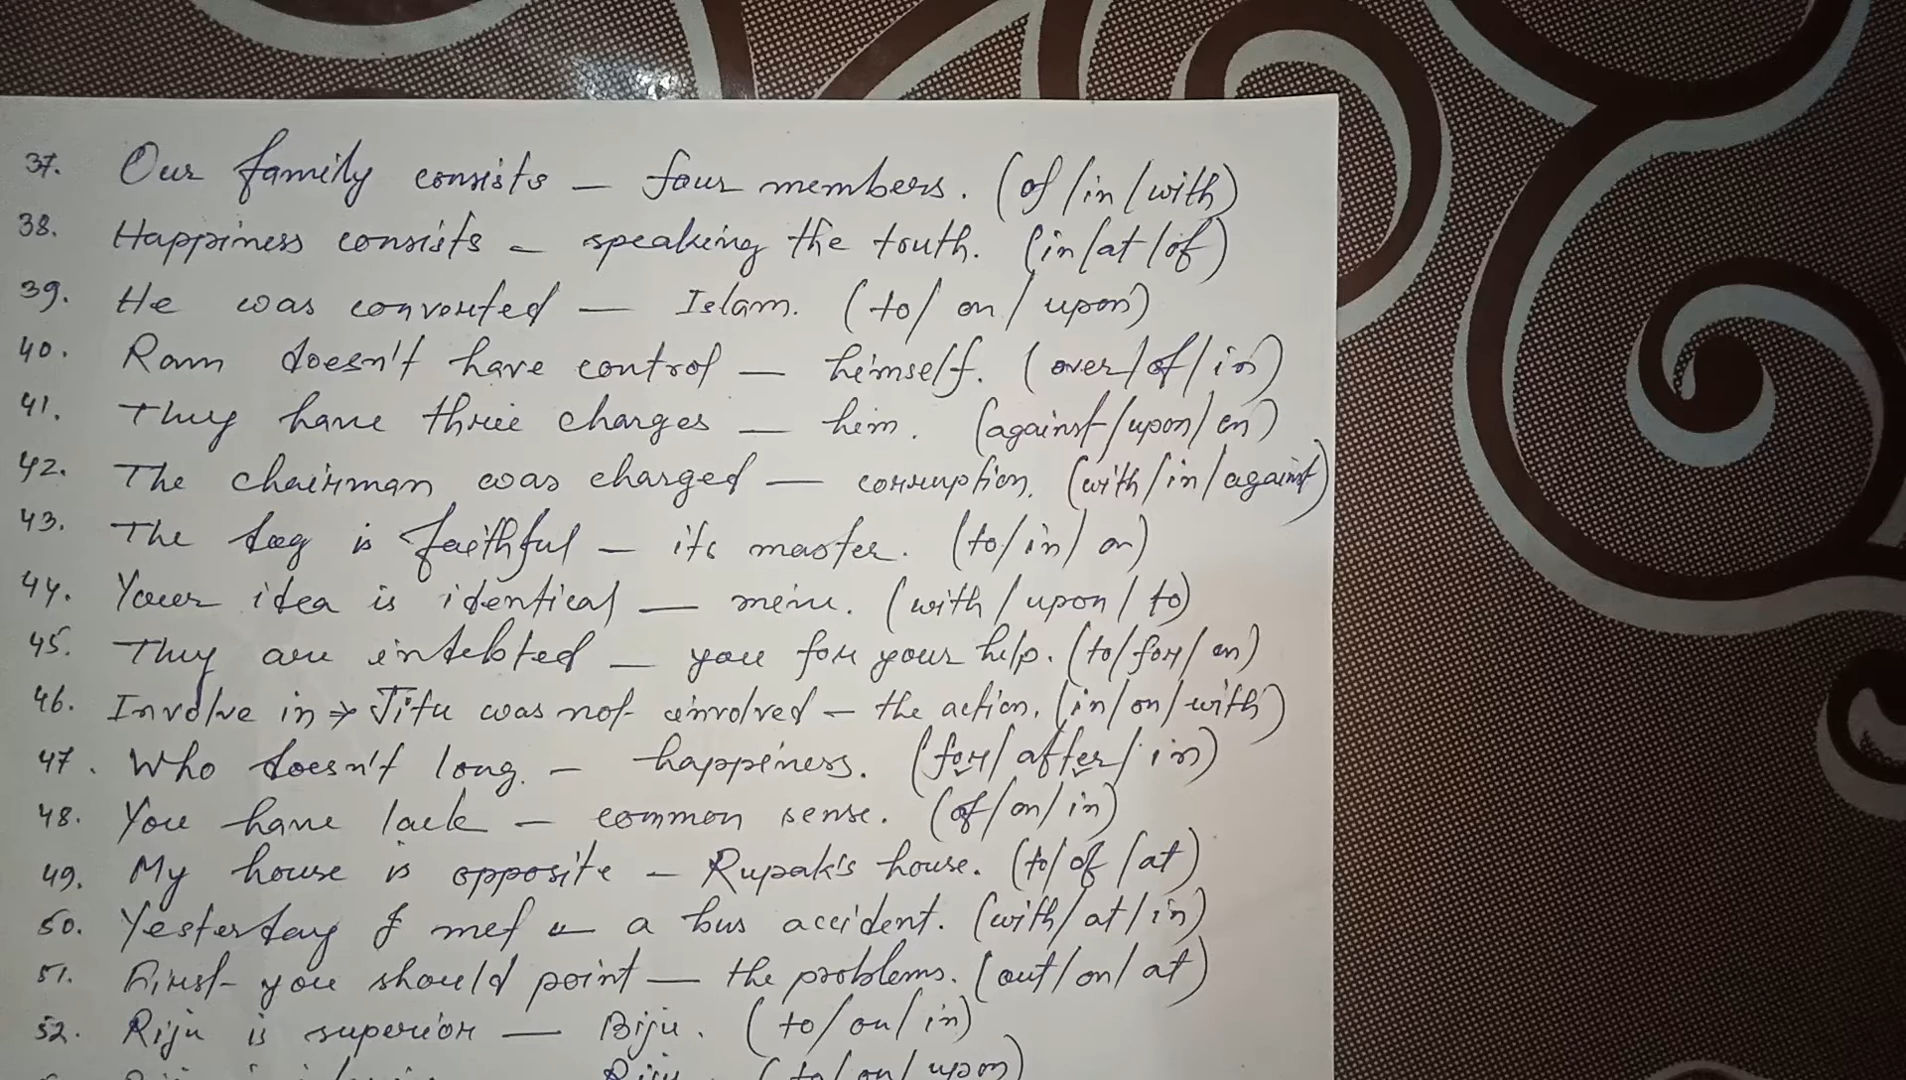 37. Our family consists — four members. (of/in/with)
38. Happiness consists — speaking the truth. (in/at/of)
39. He was converted — Islam. (to/on/upon)
40. Ram doesn't have control — himself. (over/of/in)
41. They have three charges — him. (against/upon/on)
42. The chairman was charged — corruption. (with/in/against)
43. The dog is faithful — its master. (to/in/on)
44. Your idea is identical — mine. (with/upon/to)
45. They are indebted — you for your help. (to/for/on)
46. Involve in → Jitu was not involved — the action. (in/on/with)
47. Who doesn't long — happiness. (for/after/in)
48. You have lack — common sense. (of/on/in)
49. My house is opposite — Rupak's house. (to/of/at)
50. Yesterday I met — a bus accident. (with/at/in)
51. First you should point — the problems. (out/on/at)
52. Riju is superior — Biju. (to/on/in)
(to/on/upon)